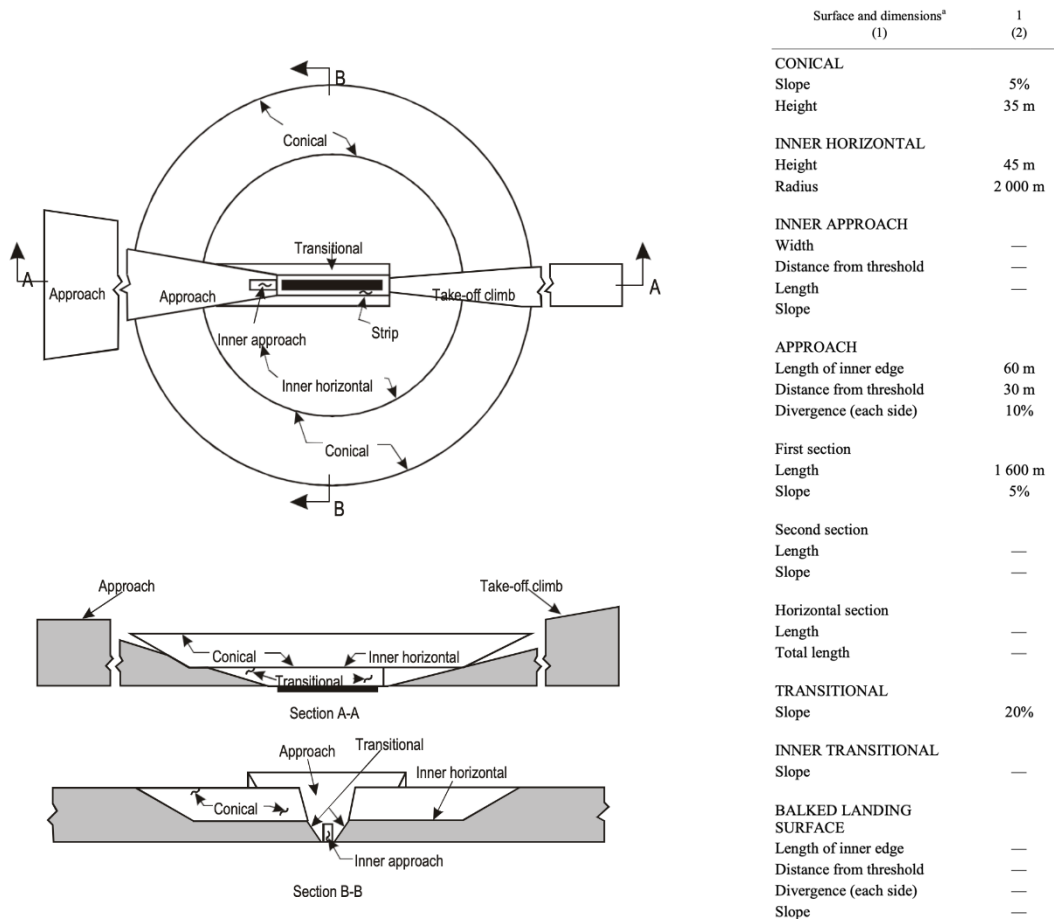 B
Conical
Transitional
A
Approach
Approach
Take-off climb
A
Inner approach
Strip
Inner horizontal
Conical
B
Approach
Take-off climb
Conical
Inner horizontal
Transitional
Section A-A
Transitional
Approach
Inner horizontal
Conical
Inner approach
Section B-B
Surface and dimensionsᵃ 1
(1) (2)
CONICAL
Slope 5%
Height 35 m
INNER HORIZONTAL
Height 45 m
Radius 2 000 m
INNER APPROACH
Width —
Distance from threshold —
Length —
Slope
APPROACH
Length of inner edge 60 m
Distance from threshold 30 m
Divergence (each side) 10%
First section
Length 1 600 m
Slope 5%
Second section
Length —
Slope —
Horizontal section
Length —
Total length —
TRANSITIONAL
Slope 20%
INNER TRANSITIONAL
Slope —
BALKED LANDING
SURFACE
Length of inner edge —
Distance from threshold —
Divergence (each side) —
Slope —